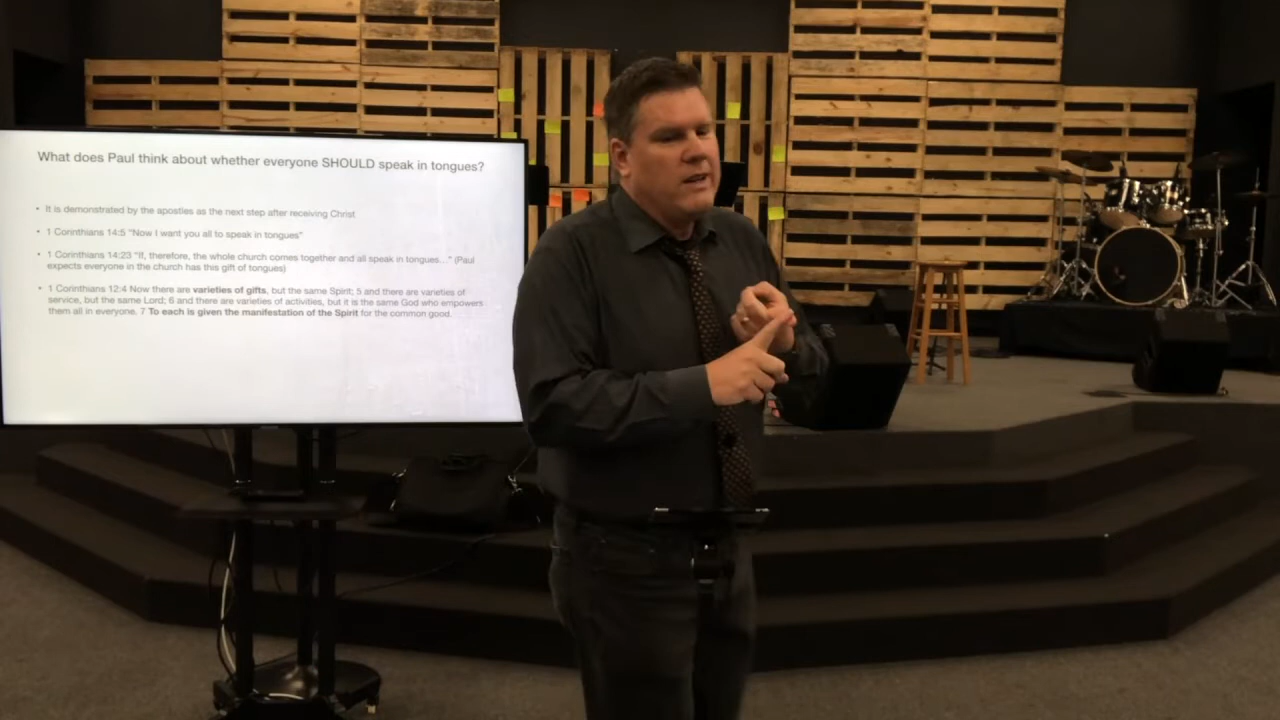 What does Paul think about whether everyone SHOULD speak in tongues?
• It is demonstrated by the apostles as the next step after receiving Christ
• 1 Corinthians 14:5 "Now I want you all to speak in tongues"
• 1 Corinthians 14:23 "If, therefore, the whole church comes together and all speak in tongues…" (Paul
expects everyone in the church has this gift of tongues)
• 1 Corinthians 12:4 Now there are varieties of gifts, but the same Spirit; 5 and there are varieties of
service, but the same Lord; 6 and there are varieties of activities, but it is the same God who empowers
them all in everyone. 7 To each is given the manifestation of the Spirit for the common good.